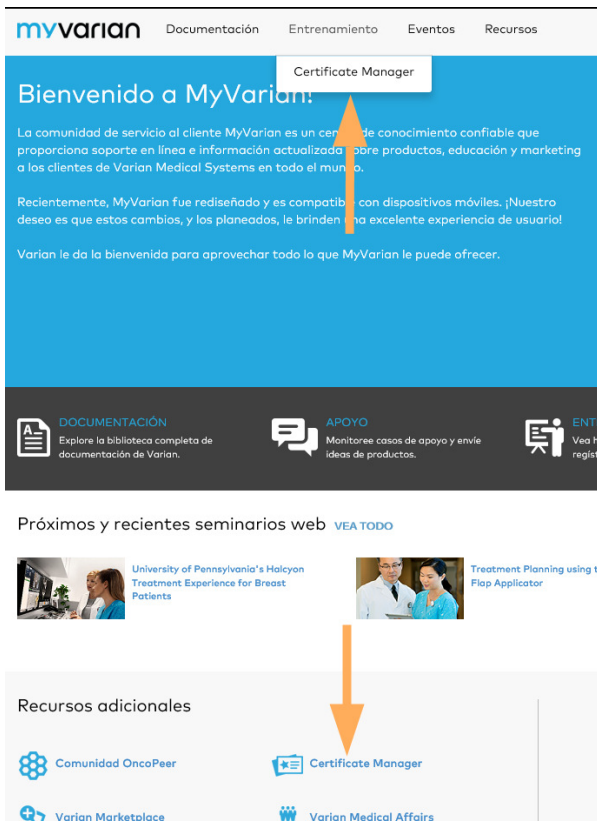 myvarian Documentación Entrenamiento Eventos Recursos
Certificate Manager
Bienvenido a MyVarian!
La comunidad de servicio al cliente MyVarian es un centro de conocimiento confiable que
proporciona soporte en línea e información actualizada sobre productos, educación y marketing
a los clientes de Varian Medical Systems en todo el mundo.
Recientemente, MyVarian fue rediseñado y es compatible con dispositivos móviles. ¡Nuestro
deseo es que estos cambios, y los planeados, le brinden una excelente experiencia de usuario!
Varian le da la bienvenida para aprovechar todo lo que MyVarian le puede ofrecer.
DOCUMENTACIÓN
Explore la biblioteca completa de
documentación de Varian.
APOYO
Monitoree casos de apoyo y envíe
ideas de productos.
ENT
Vea h
regíst
Próximos y recientes seminarios web VEA TODO
University of Pennsylvania's Halcyon
Treatment Experience for Breast
Patients
Treatment Planning using t
Flap Applicator
Recursos adicionales
Comunidad OncoPeer
Certificate Manager
Varian Marketplace
Varian Medical Affairs